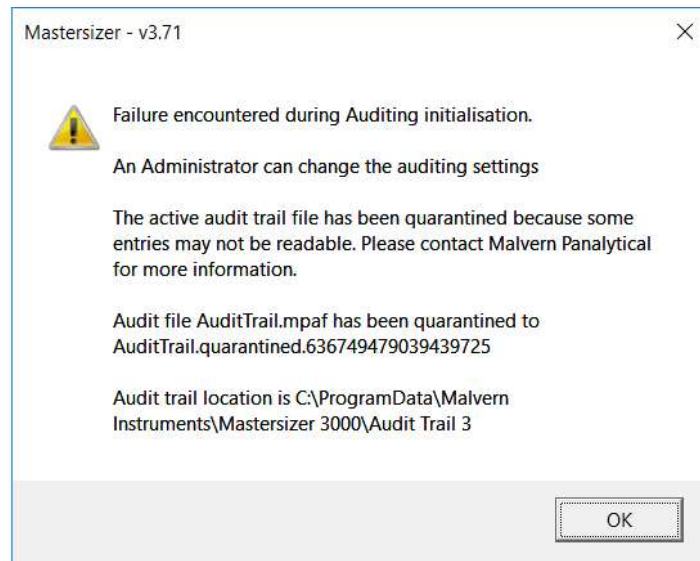 Mastersizer - v3.71
Failure encountered during Auditing initialisation.
An Administrator can change the auditing settings
The active audit trail file has been quarantined because some
entries may not be readable. Please contact Malvern Panalytical
for more information.
Audit file AuditTrail.mpaf has been quarantined to
AuditTrail.quarantined.636749479039439725
Audit trail location is C:\ProgramData\Malvern
Instruments\Mastersizer 3000\Audit Trail 3
OK